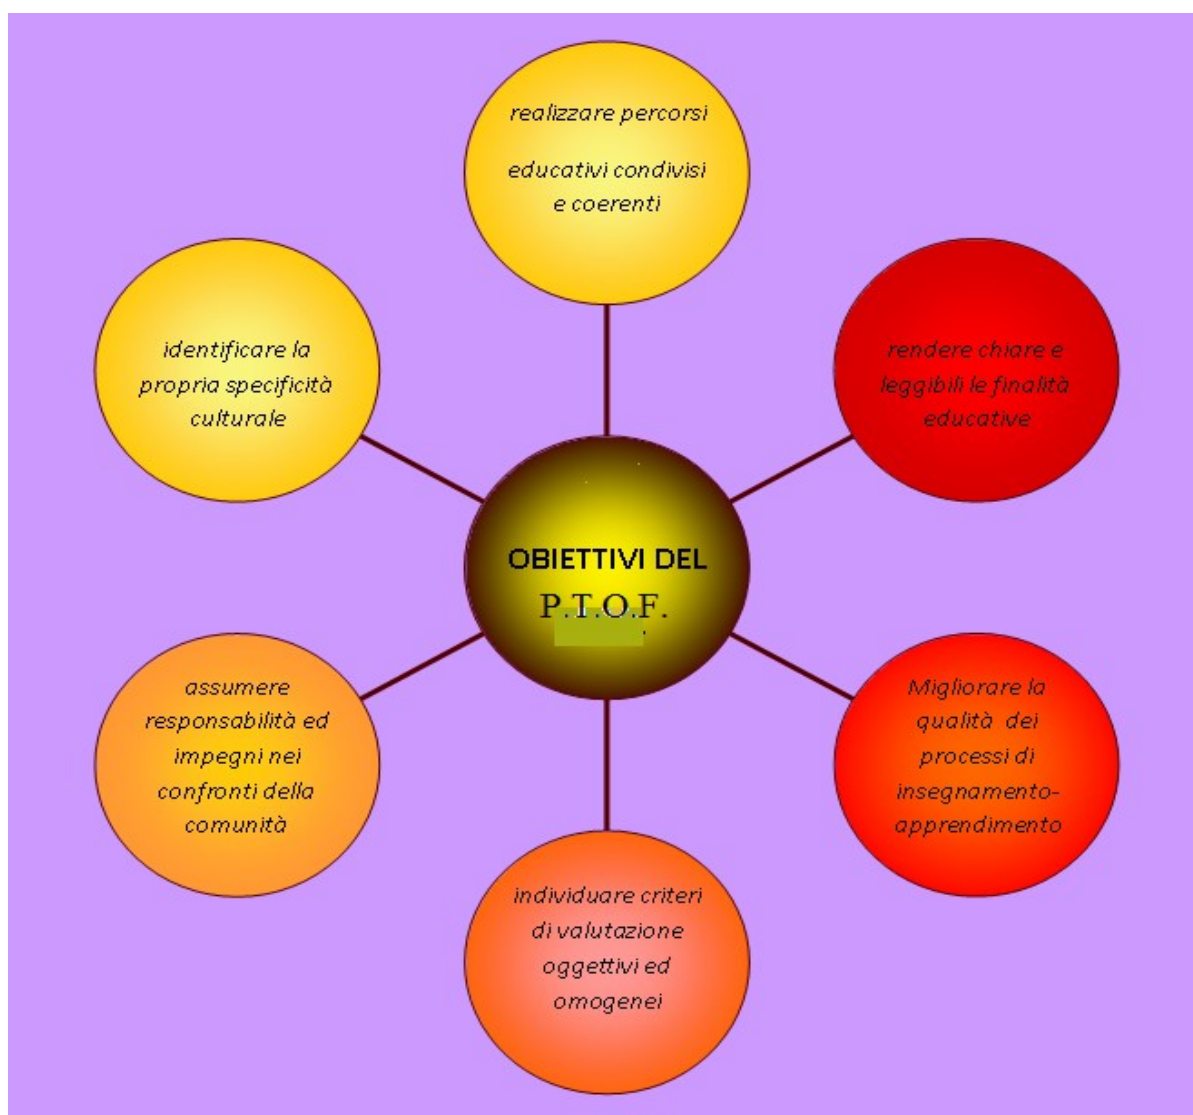 realizzare percorsi
educativi condivisi
e coerenti
identificare la
propria specificità
culturale
rendere chiare e
leggibili le finalità
educative
OBIETTIVI DEL
P.T.O.F.
assumere
responsabilità ed
impegni nei
confronti della
comunità
Migliorare la
qualità dei
processi di
insegnamento-
apprendimento
individuare criteri
di valutazione
oggettivi ed
omogenei